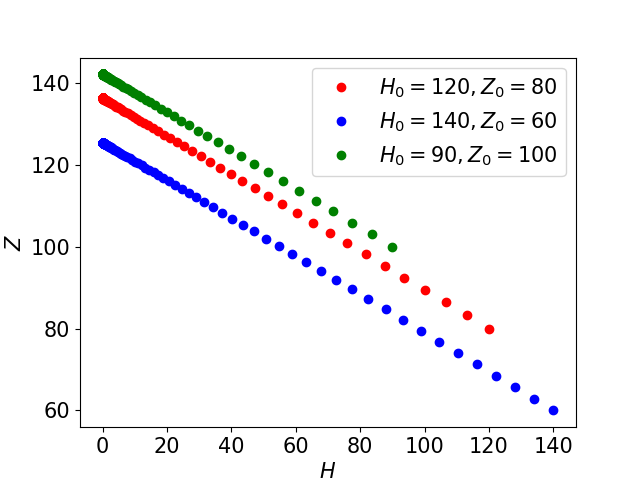 140
120
100
80
60
Z
H₀ = 120, Z₀ = 80
H₀ = 140, Z₀ = 60
H₀ = 90, Z₀ = 100
0 20 40 60 80 100 120 140
H